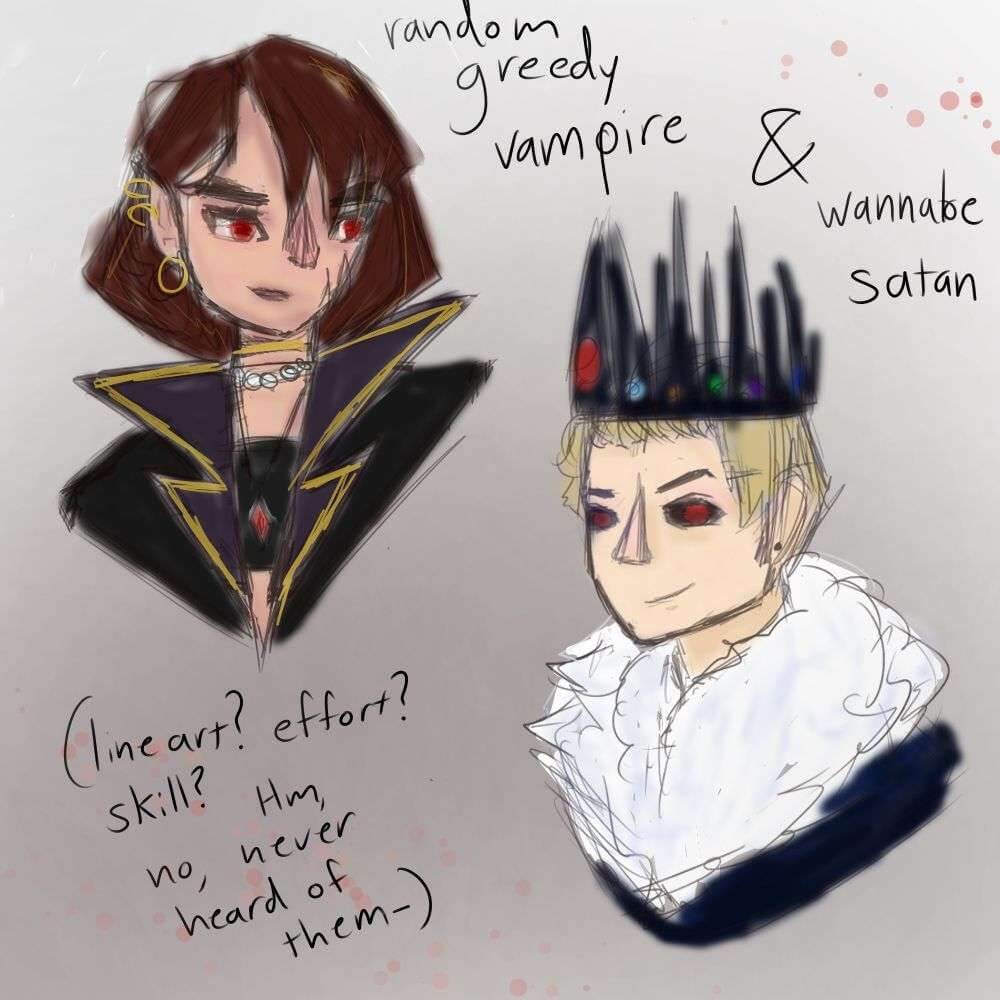 random
greedy
vampire
&
wannabe
satan
(line art? effort?
skill? Hm,
no, never
heard of
them-)